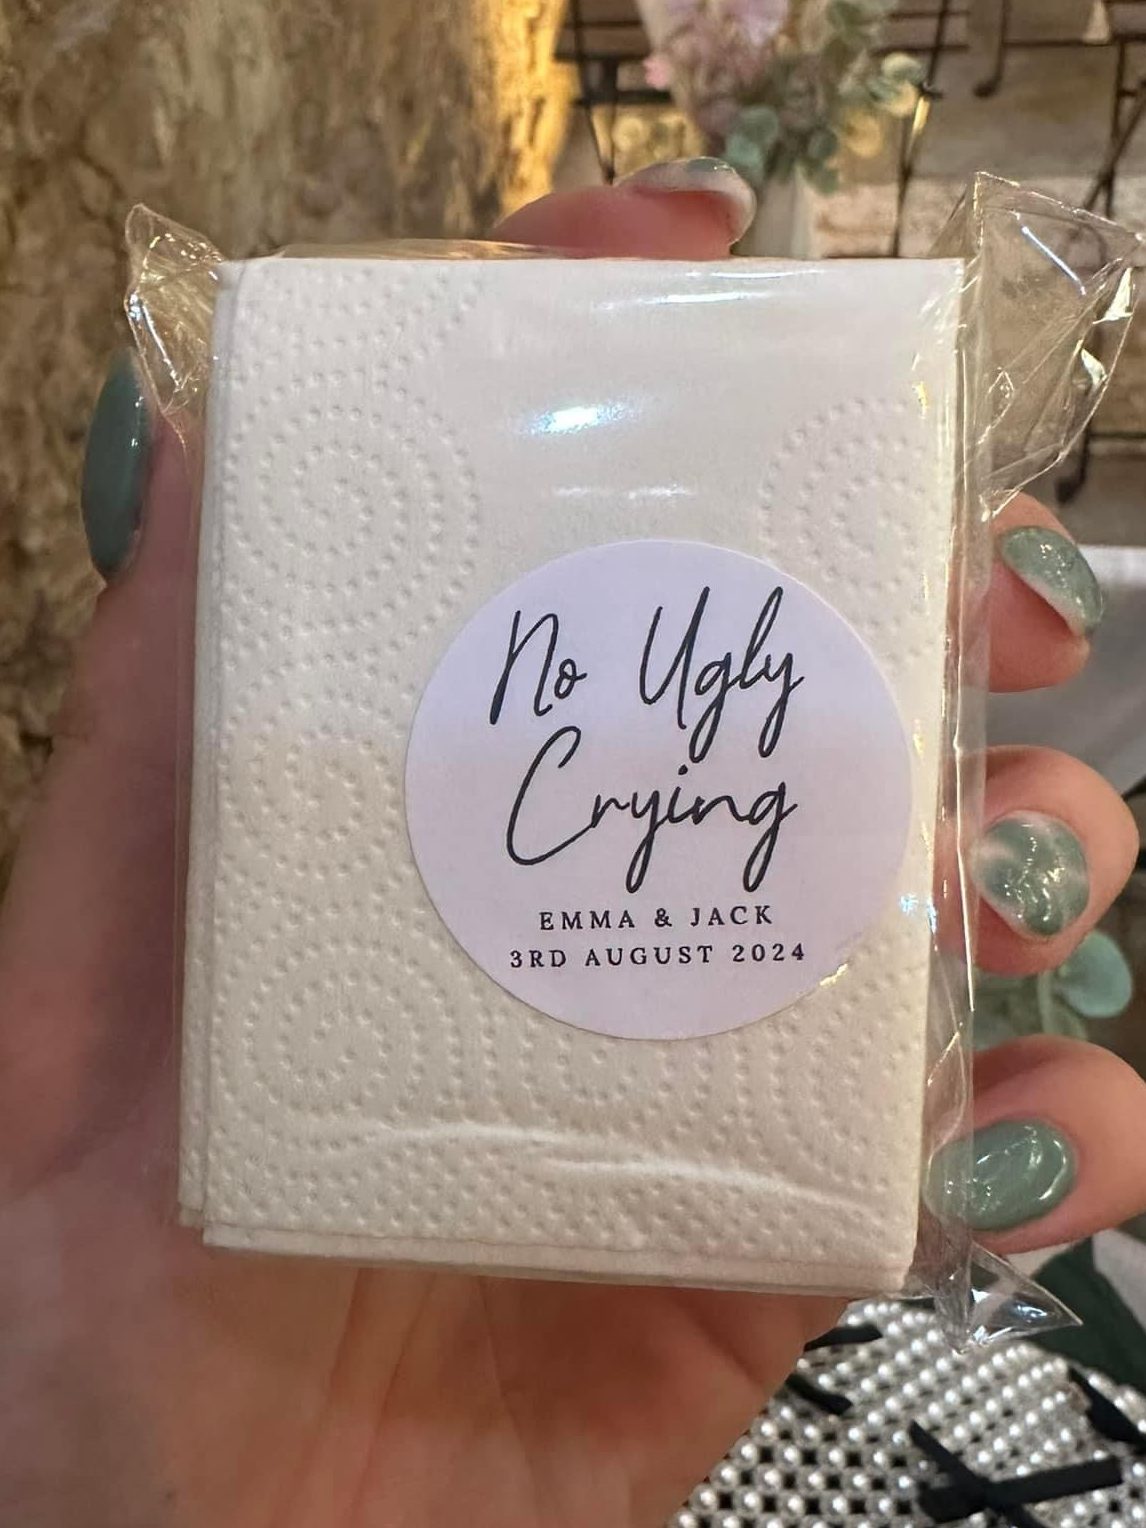 No Ugly
Crying
EMMA & JACK
3RD AUGUST 2024